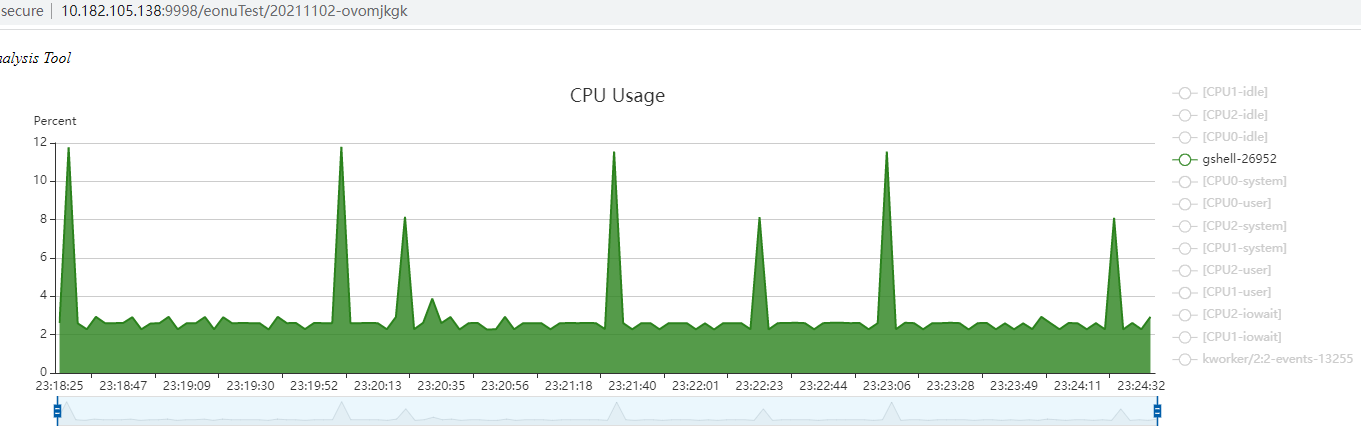 secure | 10.182.105.138:9998/eonuTest/20211102-ovomjkgk
nalysis Tool
CPU Usage
Percent
12
10
8
6
4
2
0
23:18:25 23:18:47 23:19:09 23:19:30 23:19:52 23:20:13 23:20:35 23:20:56 23:21:18 23:21:40 23:22:01 23:22:23 23:22:44 23:23:06 23:23:28 23:23:49 23:24:11 23:24:32
[CPU1-idle]
[CPU2-idle]
[CPU0-idle]
gshell-26952
[CPU0-system]
[CPU0-user]
[CPU2-system]
[CPU1-system]
[CPU2-user]
[CPU1-user]
[CPU2-iowait]
[CPU1-iowait]
kworker/2:2-events-13255